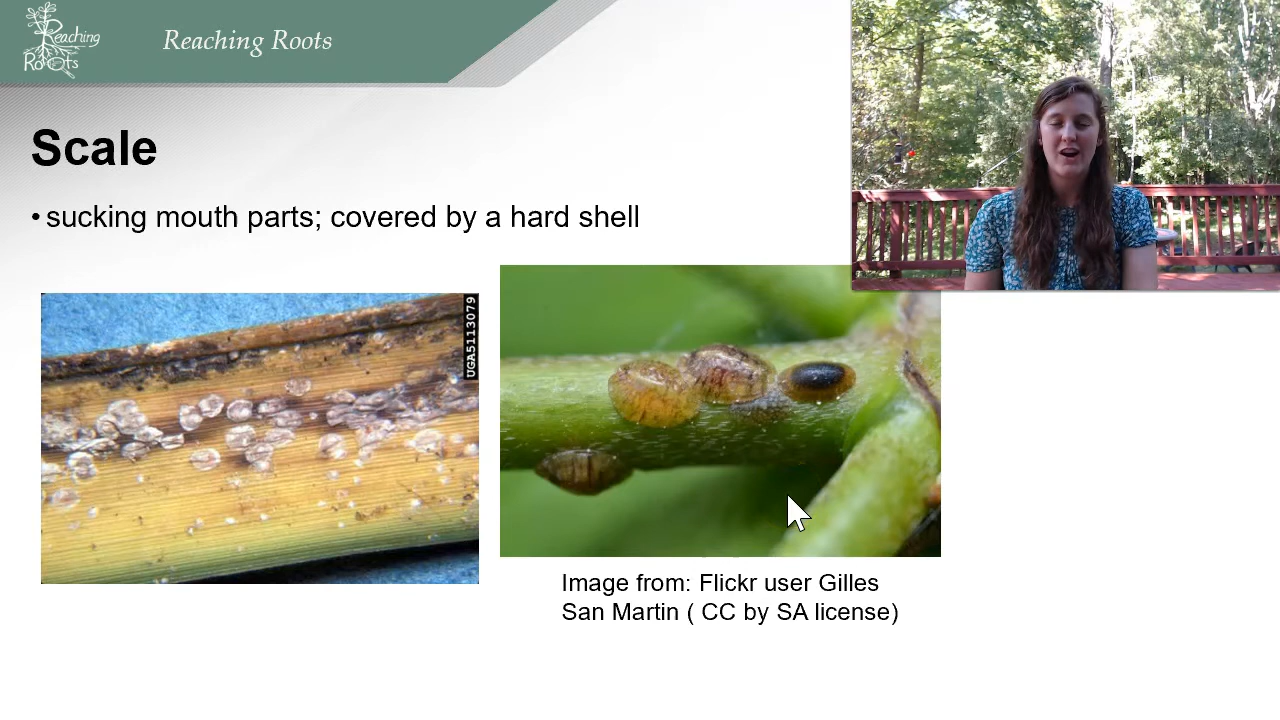 Reaching
Roots
Reaching Roots
Scale
• sucking mouth parts; covered by a hard shell
UGA5113079
Image from: Flickr user Gilles
San Martin ( CC by SA license)